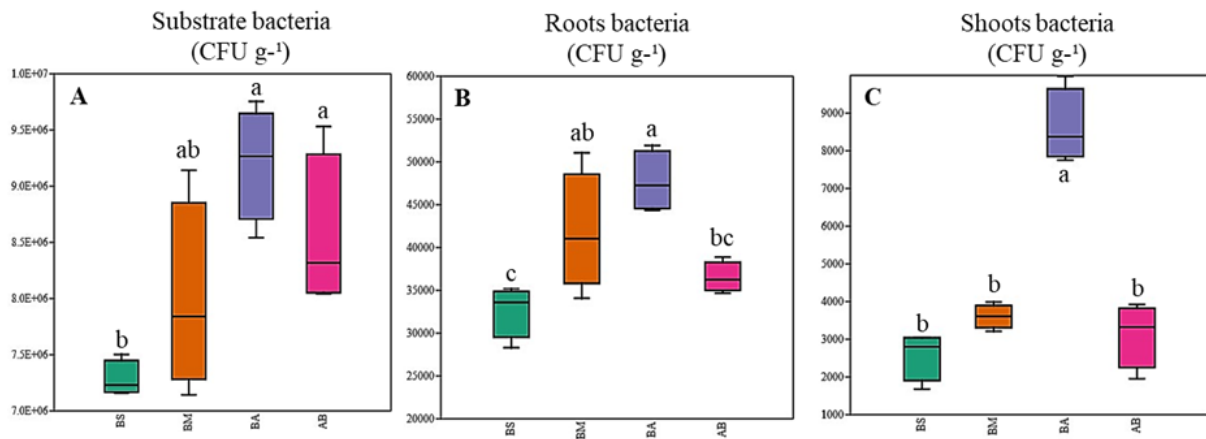 Substrate bacteria
(CFU g-¹)
Roots bacteria
(CFU g-¹)
Shoots bacteria
(CFU g-¹)
A
1.0E+07
9.5E+06
9.0E+06
8.5E+06
8.0E+06
7.5E+06
7.0E+06
b
ab
a
a
BS
BM
BA
AB
B
60000
55000
50000
45000
40000
35000
30000
25000
20000
c
ab
a
bc
BS
BM
BA
AB
C
9000
8000
7000
6000
5000
4000
3000
2000
1000
b
b
a
b
BS
BM
BA
AB